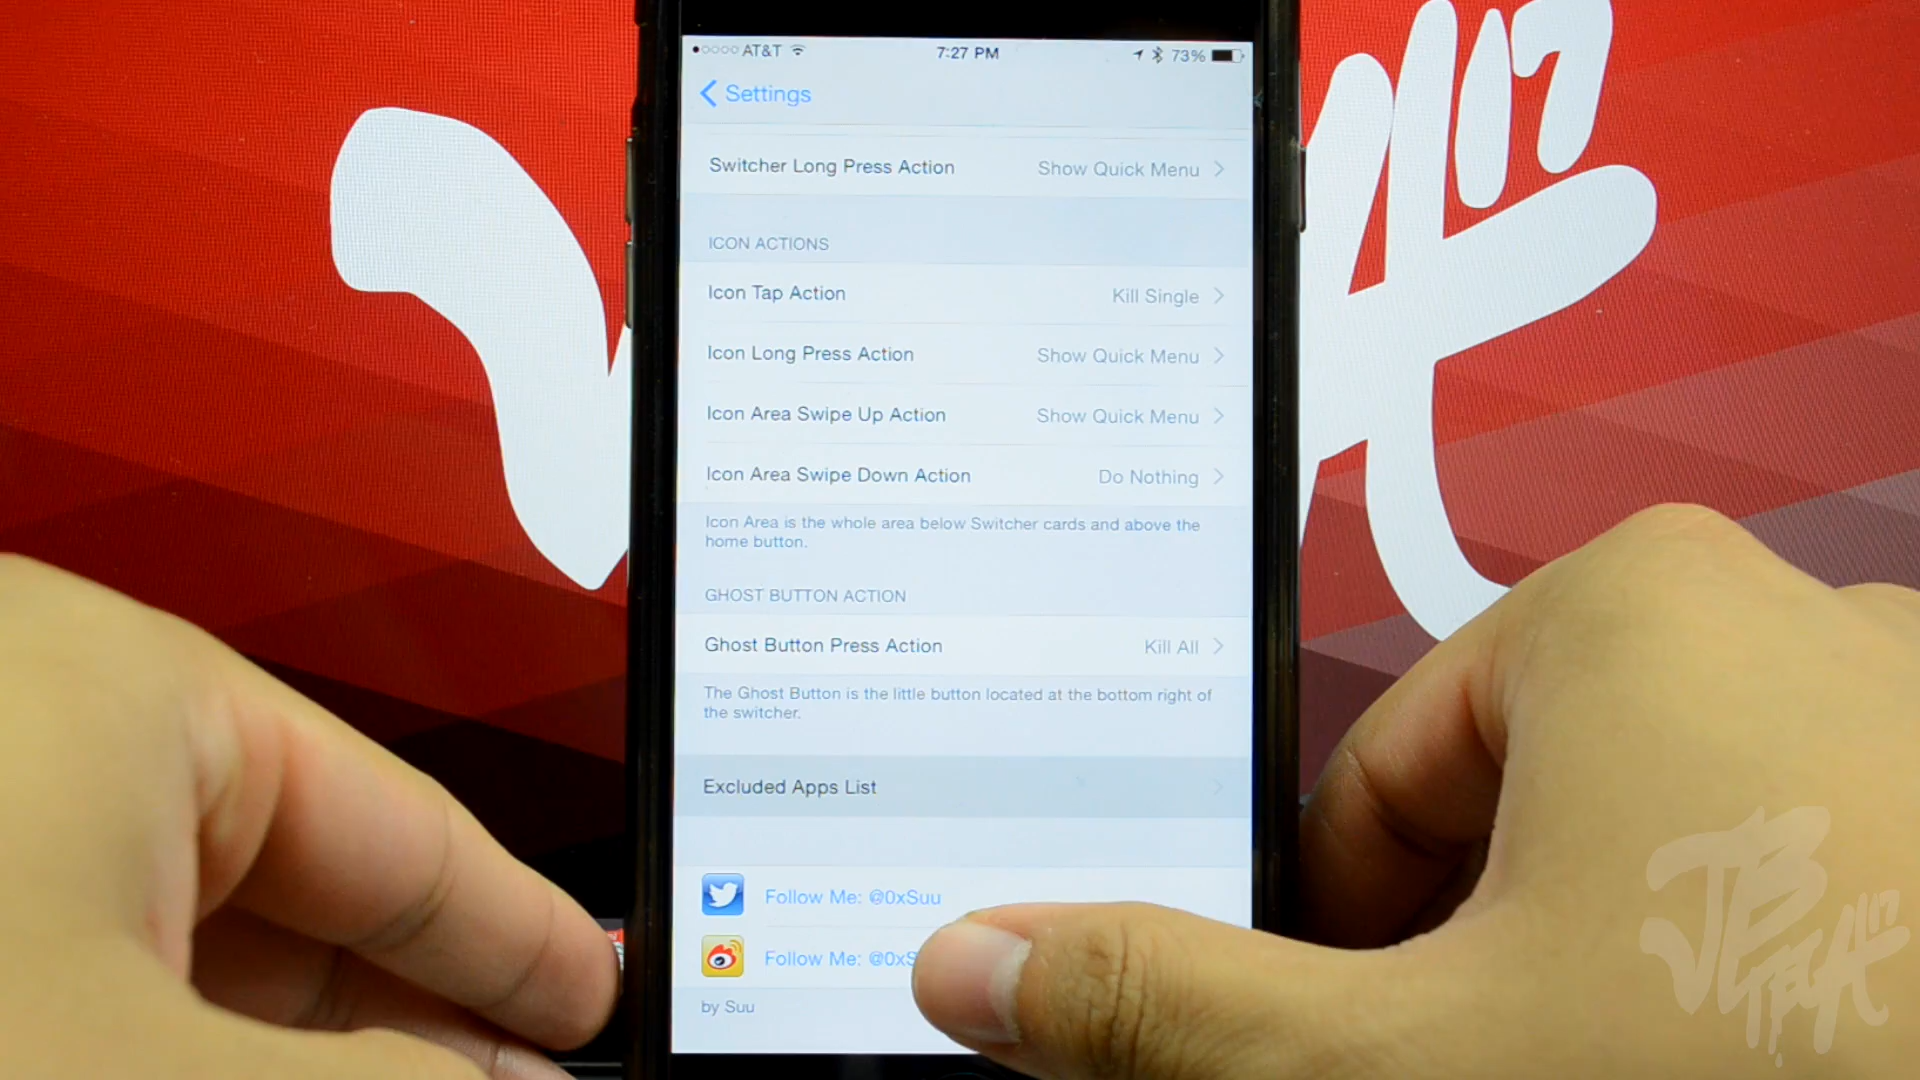 AT&T 7:27 PM 73%
Settings
Switcher Long Press Action Show Quick Menu
ICON ACTIONS
Icon Tap Action Kill Single
Icon Long Press Action Show Quick Menu
Icon Area Swipe Up Action Show Quick Menu
Icon Area Swipe Down Action Do Nothing
Icon Area is the whole area below Switcher cards and above the
home button.
GHOST BUTTON ACTION
Ghost Button Press Action Kill All
The Ghost Button is the little button located at the bottom right of
the switcher.
Excluded Apps List
Follow Me: @0xSuu
Follow Me:
by Suu
17